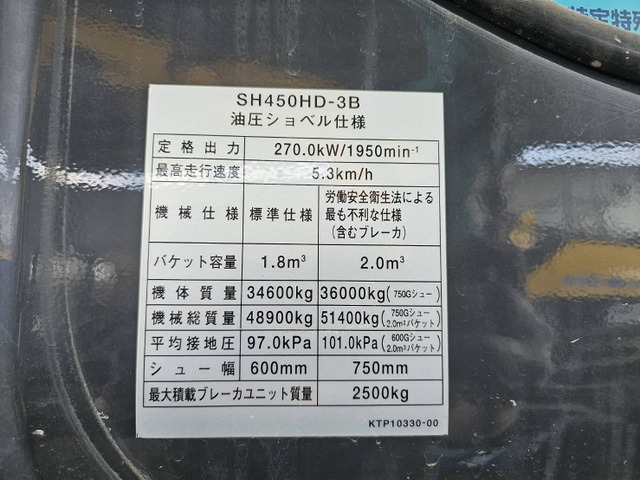 特定特殊
SH450HD-3B
油圧ショベル仕様
定格出力 270.0kW/1950min⁻¹
最高走行速度 5.3km/h
機械仕様 標準仕様 労働安全衛生法による
最も不利な仕様
(含むブレーカ)
バケット容量 1.8m³ 2.0m³
機体質量 34600kg 36000kg(750Gシュー)
機械総質量 48900kg 51400kg(750Gシュー 2.0m³バケット)
平均接地圧 97.0kPa 101.0kPa(600Gシュー 2.0m³バケット)
シュー幅 600mm 750mm
最大積載ブレーカユニット質量 2500kg
KTP10330-00